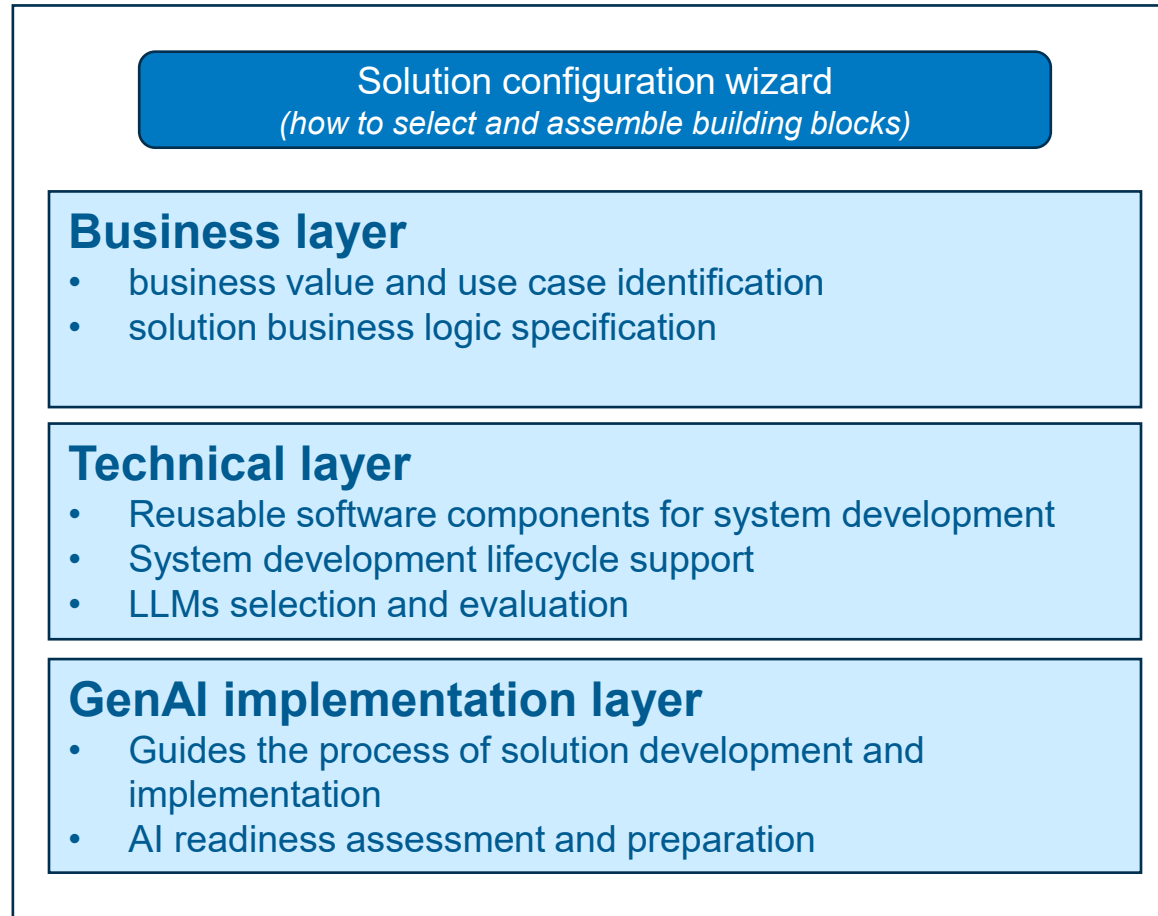 Solution configuration wizard
(how to select and assemble building blocks)
Business layer
• business value and use case identification
• solution business logic specification
Technical layer
• Reusable software components for system development
• System development lifecycle support
• LLMs selection and evaluation
GenAI implementation layer
• Guides the process of solution development and
implementation
• AI readiness assessment and preparation